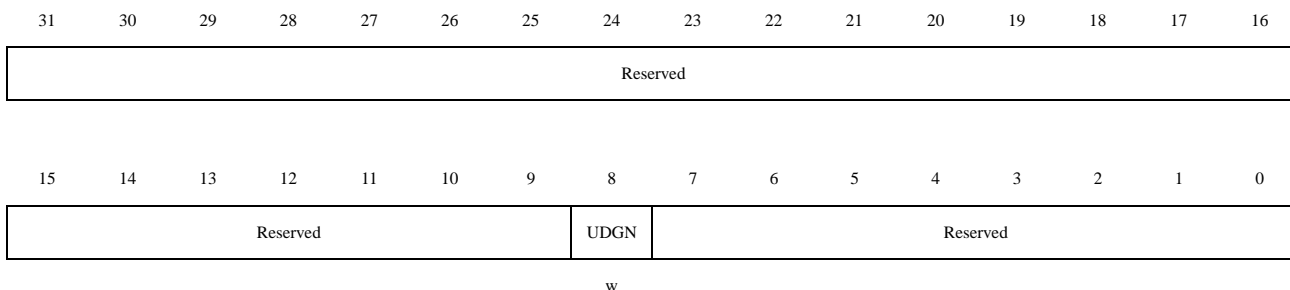 31 30 29 28 27 26 25 24 23 22 21 20 19 18 17 16
Reserved
15 14 13 12 11 10 9 8 7 6 5 4 3 2 1 0
Reserved UDGN Reserved
w